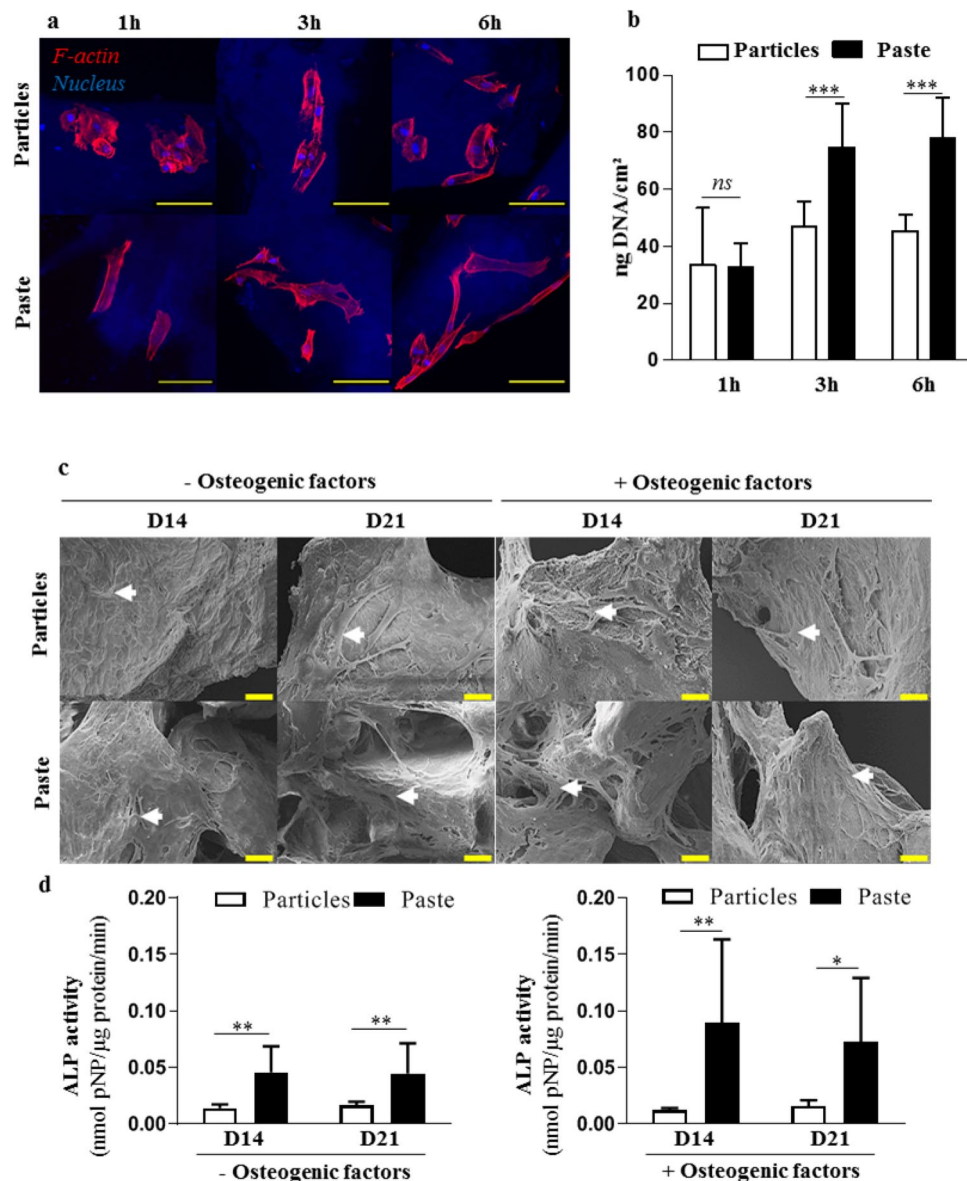 a
1h 3h 6h
F-actin
Nucleus
Particles
Paste
b
Particles Paste
ng DNA/cm²
100
80
60
40
20
0
ns
***
***
1h 3h 6h
c
- Osteogenic factors + Osteogenic factors
D14 D21 D14 D21
Particles
Paste
d
Particles Paste
ALP activity
(nmol pNP/µg protein/min)
0.20
0.15
0.10
0.05
0.00
**
**
D14 D21
- Osteogenic factors
Particles Paste
ALP activity
(nmol pNP/µg protein/min)
0.20
0.15
0.10
0.05
0.00
**
*
D14 D21
+ Osteogenic factors